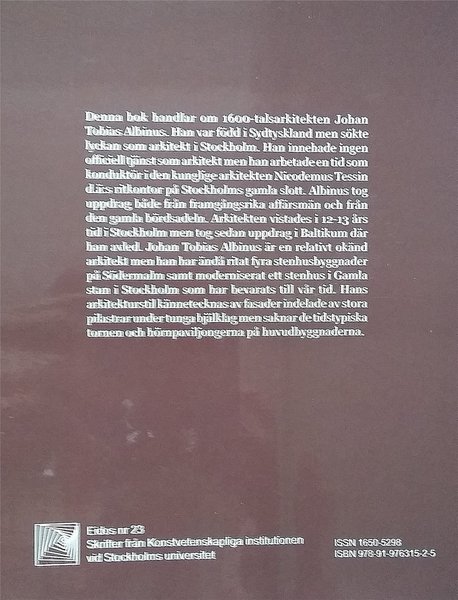 Denna bok handlar om 1600-talsarkitekten Johan
Tobias Albinus. Han var född i Sydtyskland men sökte
lyckan som arkitekt i Stockholm. Han innehade ingen
officiell tjänst som arkitekt men han arbetade en tid som
konduktör i den kunglige arkitekten Nicodemus Tessin
d.ä:s ritkontor på Stockholms gamla slott. Albinus tog
uppdrag både från framgångsrika affärsmän och från
den gamla bördsadeln. Arkitekten vistades i 12-13 års
tid i Stockholm men tog sedan uppdrag i Baltikum där
han avled. Johan Tobias Albinus är en relativt okänd
arkitekt men han har ändå ritat fyra stenhusbyggnader
på Södermalm samt moderniserat ett stenhus i Gamla
stan i Stockholm som har bevarats till vår tid. Hans
arkitekturstil kännetecknas av fasader indelade av stora
pilastrar under tunga bjälklag men saknar de tidstypiska
tornen och hörnpaviljongerna på huvudbyggnaderna.
Eidos nr 23
Skrifter från Konstvetenskapliga institutionen
vid Stockholms universitet
ISSN 1650-5298
ISBN 978-91-976315-2-5